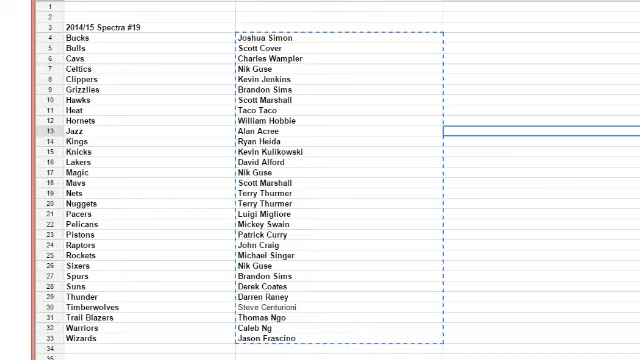 1
2
3 2014/15 Spectra #19
4 Bucks Joshua Simon
5 Bulls Scott Cover
6 Cavs Charles Wampler
7 Celtics Nik Guse
8 Clippers Kevin Jenkins
9 Grizzlies Brandon Sims
10 Hawks Scott Marshall
11 Heat Taco Taco
12 Hornets William Hobbie
13 Jazz Alan Acree
14 Kings Ryan Heida
15 Knicks Kevin Kulikowski
16 Lakers David Alford
17 Magic Nik Guse
18 Mavs Scott Marshall
19 Nets Terry Thurmer
20 Nuggets Terry Thurmer
21 Pacers Luigi Migliore
22 Pelicans Mickey Swain
23 Pistons Patrick Curry
24 Raptors John Craig
25 Rockets Michael Singer
26 Sixers Nik Guse
27 Spurs Brandon Sims
28 Suns Derek Coates
29 Thunder Darren Raney
30 Timberwolves Steve Centurioni
31 Trail Blazers Thomas Ngo
32 Warriors Caleb Ng
33 Wizards Jason Frascino
34
35